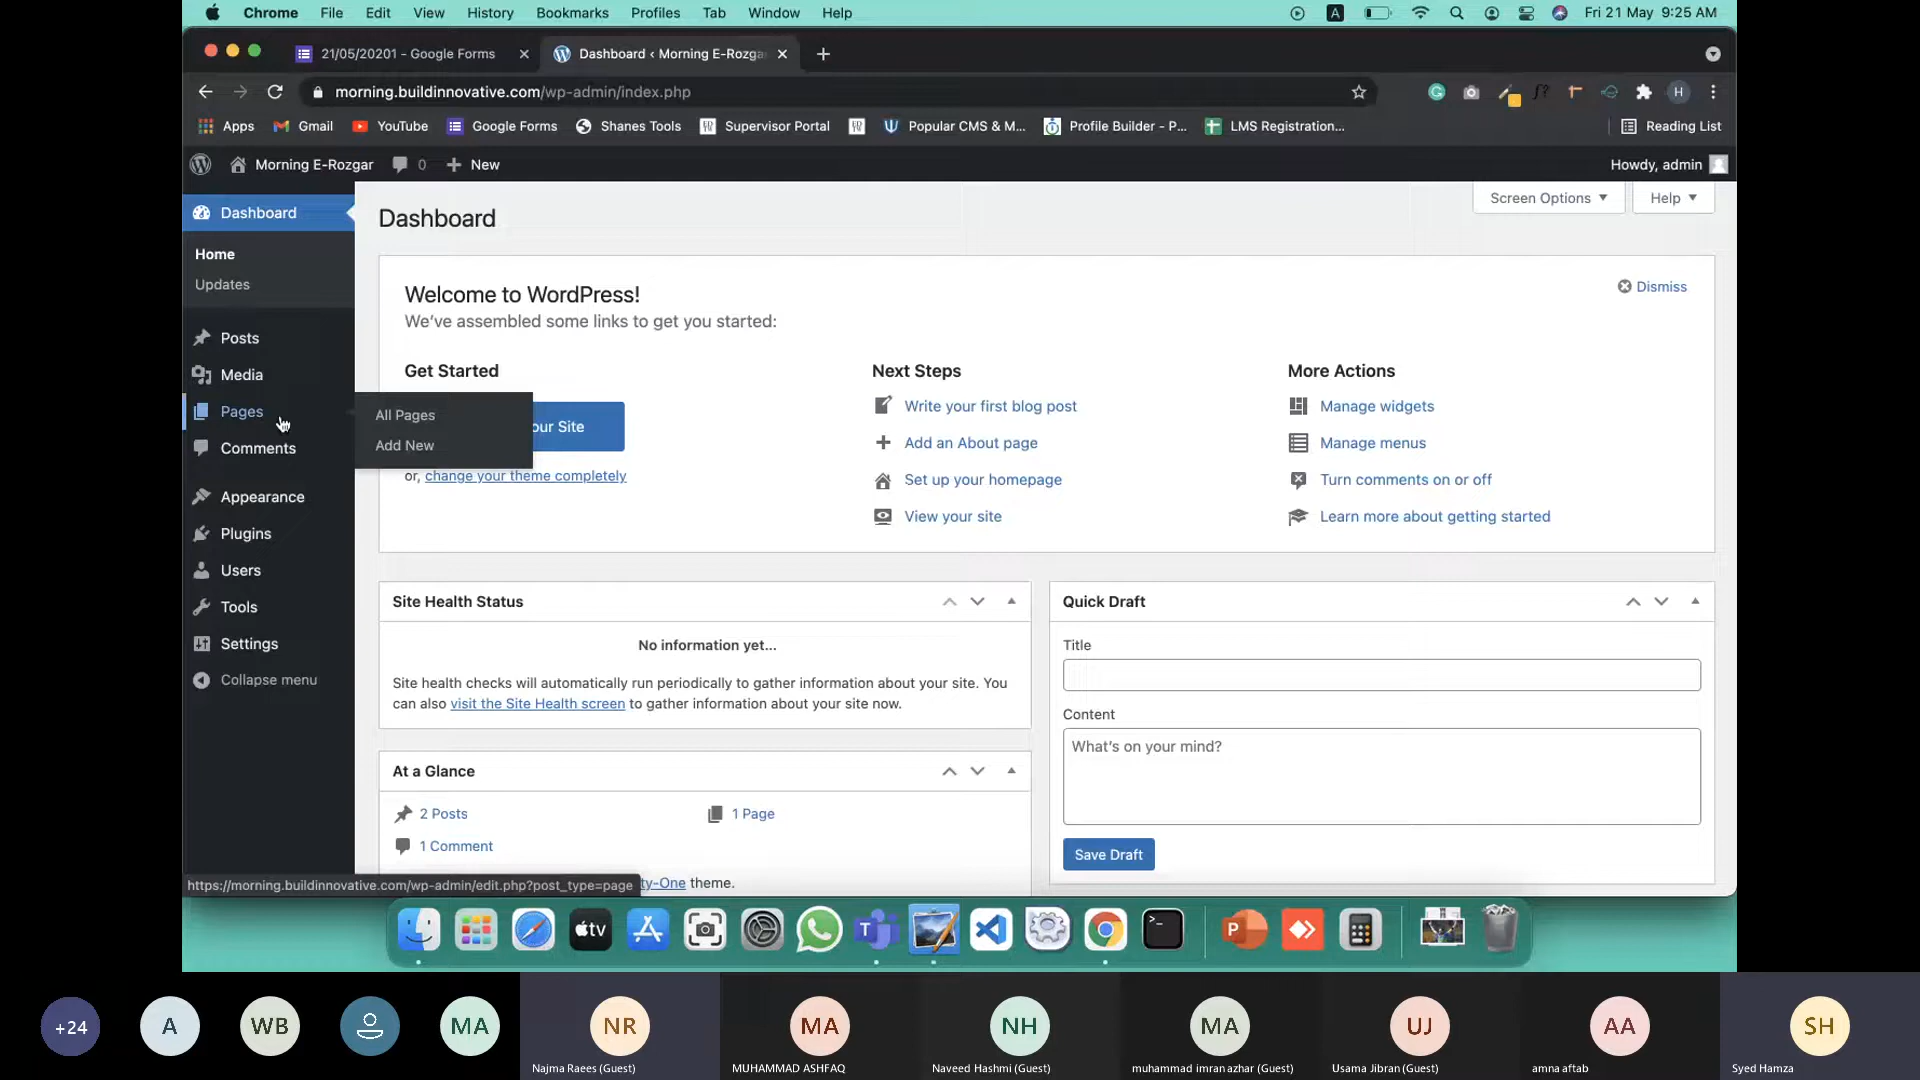 Chrome File Edit View History Bookmarks Profiles Tab Window Help A Fri 21 May 9:25 AM
21/05/20201 - Google Forms Dashboard ‹ Morning E-Rozga
morning.buildinnovative.com/wp-admin/index.php H
Apps Gmail YouTube Google Forms Shanes Tools Supervisor Portal Popular CMS & M... Profile Builder - P... LMS Registration... Reading List
Morning E-Rozgar 0 New Howdy, admin
Dashboard
Home
Updates
Posts
Media
Pages
Comments
Appearance
Plugins
Users
Tools
Settings
Collapse menu
All Pages
Add New
Screen Options Help
Dashboard
Welcome to WordPress!
Dismiss
We've assembled some links to get you started:
Get Started
our Site
or, change your theme completely
Next Steps
Write your first blog post
Add an About page
Set up your homepage
View your site
More Actions
Manage widgets
Manage menus
Turn comments on or off
Learn more about getting started
Site Health Status
No information yet...
Site health checks will automatically run periodically to gather information about your site. You
can also visit the Site Health screen to gather information about your site now.
At a Glance
2 Posts 1 Page
1 Comment
ty-One theme.
Quick Draft
Title
Content
What's on your mind?
Save Draft
https://morning.buildinnovative.com/wp-admin/edit.php?post_type=page
tv
T
P
+24 A WB MA NR MA NH MA UJ AA SH
Najma Raees (Guest) MUHAMMAD ASHFAQ Naveed Hashmi (Guest) muhammad imran azhar (Guest) Usama Jibran (Guest) amna aftab Syed Hamza